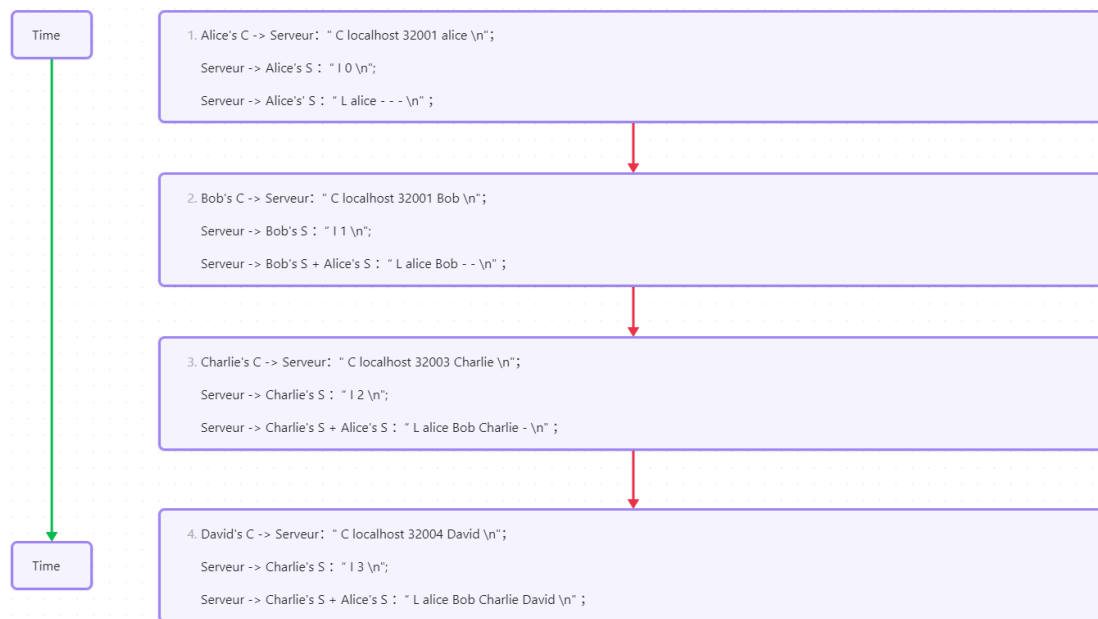 Time
1. Alice's C -> Serveur：" C localhost 32001 alice \n"；
Serveur -> Alice's S： " I 0 \n";
Serveur -> Alice's' S： " L alice - - - \n" ；
2. Bob's C -> Serveur：" C localhost 32001 Bob \n"；
Serveur -> Bob's S： " I 1 \n";
Serveur -> Bob's S + Alice's S： " L alice Bob - - \n" ；
3. Charlie's C -> Serveur：" C localhost 32003 Charlie \n"；
Serveur -> Charlie's S： " I 2 \n";
Serveur -> Charlie's S + Alice's S： " L alice Bob Charlie - \n" ；
4. David's C -> Serveur：" C localhost 32004 David \n"；
Time
Serveur -> Charlie's S： " I 3 \n";
Serveur -> Charlie's S + Alice's S： " L alice Bob Charlie David \n" ；